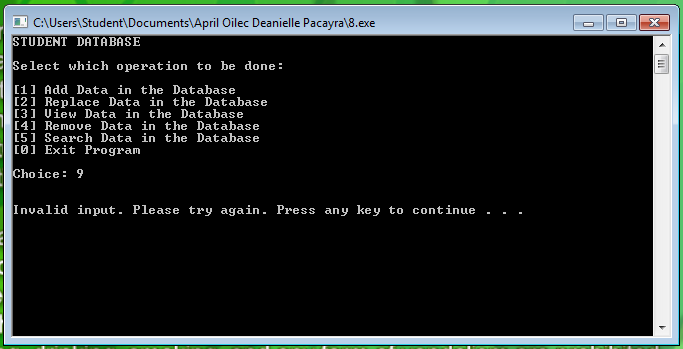 C:\Users\Student\Documents\April Oilec Deanielle Pacayra\8.exe
STUDENT DATABASE
Select which operation to be done:
[1] Add Data in the Database
[2] Replace Data in the Database
[3] View Data in the Database
[4] Remove Data in the Database
[5] Search Data in the Database
[0] Exit Program
Choice: 9
Invalid input. Please try again. Press any key to continue . . .